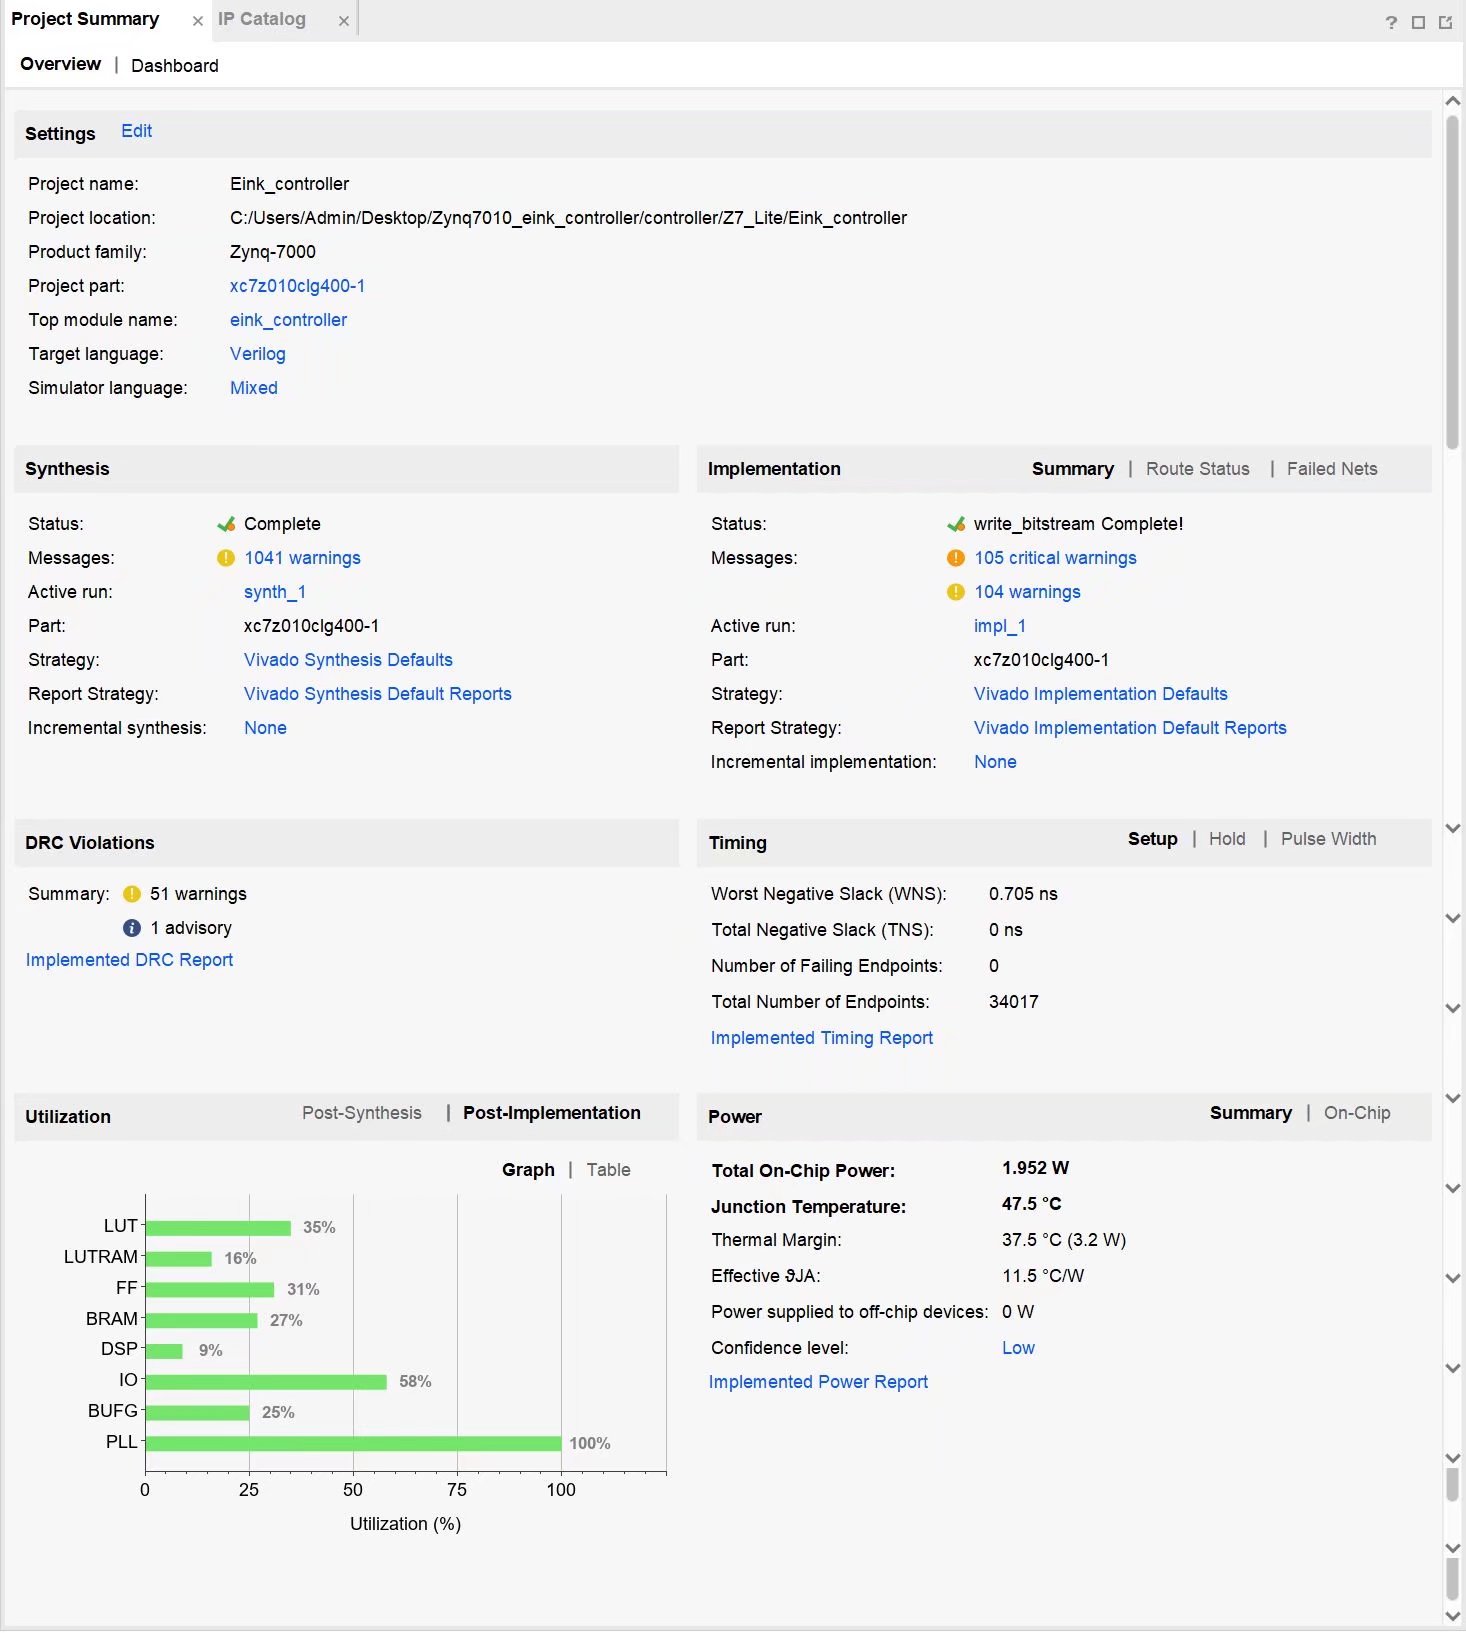 Project Summary × IP Catalog × ?
Overview | Dashboard
Settings Edit
Project name: Eink_controller
Project location: C:/Users/Admin/Desktop/Zynq7010_eink_controller/controller/Z7_Lite/Eink_controller
Product family: Zynq-7000
Project part: xc7z010clg400-1
Top module name: eink_controller
Target language: Verilog
Simulator language: Mixed
Synthesis
Status: Complete
Messages: 1041 warnings
Active run: synth_1
Part: xc7z010clg400-1
Strategy: Vivado Synthesis Defaults
Report Strategy: Vivado Synthesis Default Reports
Incremental synthesis: None
Implementation Summary | Route Status | Failed Nets
Status: write_bitstream Complete!
Messages: 105 critical warnings
104 warnings
Active run: impl_1
Part: xc7z010clg400-1
Strategy: Vivado Implementation Defaults
Report Strategy: Vivado Implementation Default Reports
Incremental implementation: None
DRC Violations
Summary: 51 warnings
1 advisory
Implemented DRC Report
Timing Setup | Hold | Pulse Width
Worst Negative Slack (WNS): 0.705 ns
Total Negative Slack (TNS): 0 ns
Number of Failing Endpoints: 0
Total Number of Endpoints: 34017
Implemented Timing Report
Utilization Post-Synthesis | Post-Implementation
Graph | Table
LUT 35%
LUTRAM 16%
FF 31%
BRAM 27%
DSP 9%
IO 58%
BUFG 25%
PLL 100%
0 25 50 75 100
Utilization (%)
Power Summary | On-Chip
Total On-Chip Power: 1.952 W
Junction Temperature: 47.5 °C
Thermal Margin: 37.5 °C (3.2 W)
Effective ϑJA: 11.5 °C/W
Power supplied to off-chip devices: 0 W
Confidence level: Low
Implemented Power Report